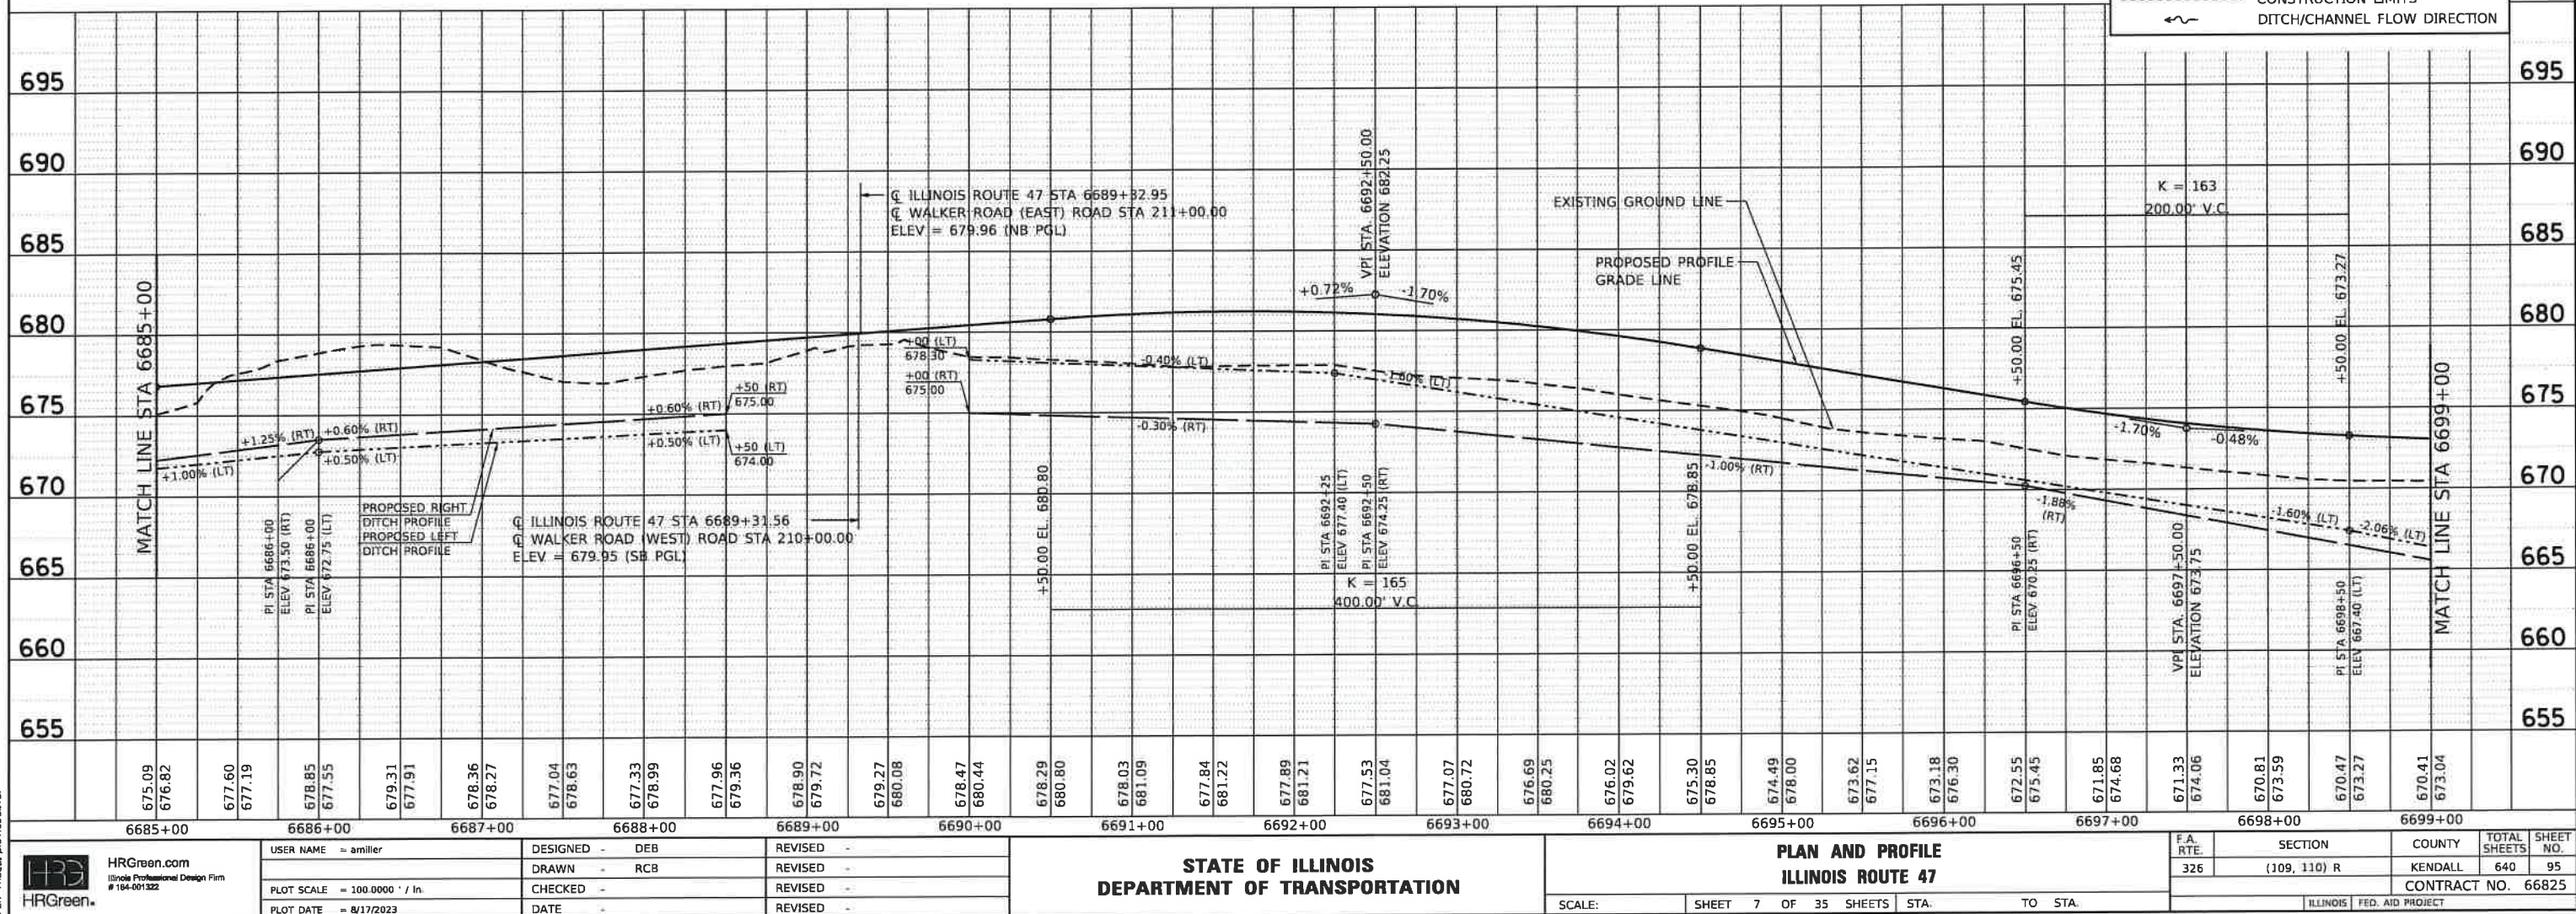 CONSTRUCTION LIMITS
DITCH/CHANNEL FLOW DIRECTION
695
695
690
690
685
685
680
680
675
675
670
670
665
665
660
660
655
655
MATCH LINE STA 6685+00
℄ ILLINOIS ROUTE 47 STA 6689+32.95
℄ WALKER ROAD (EAST) ROAD STA 211+00.00
ELEV = 679.96 (NB PGL)
VPI STA. 6692+50.00
ELEVATION 682.25
+0.72%
-1.70%
EXISTING GROUND LINE
PROPOSED PROFILE
GRADE LINE
K = 163
200.00' V.C.
+50.00 EL. 675.45
+50.00 EL. 673.27
MATCH LINE STA 6699+00
+00 (LT)
678.30
+00 (RT)
675.00
-0.40% (LT)
-1.60% (LT)
-0.30% (RT)
+50 (RT)
675.00
+0.60% (RT)
+1.25% (RT)
+0.60% (RT)
+1.00% (LT)
+0.50% (LT)
+0.50% (LT)
+50 (LT)
674.00
-1.70%
-0.48%
-1.00% (RT)
-1.88%
(RT)
-1.60% (LT)
-2.06% (LT)
PI STA 6686+00
ELEV 673.50 (RT)
PI STA 6686+00
ELEV 672.75 (LT)
PROPOSED RIGHT
DITCH PROFILE
PROPOSED LEFT
DITCH PROFILE
℄ ILLINOIS ROUTE 47 STA 6689+31.56
℄ WALKER ROAD (WEST) ROAD STA 210+00.00
ELEV = 679.95 (SB PGL)
+50.00 EL. 680.80
PI STA 6692+25
ELEV 677.40 (LT)
PI STA 6692+50
ELEV 674.25 (RT)
K = 165
400.00' V.C.
+50.00 EL. 678.85
PI STA 6696+50
ELEV 670.25 (RT)
VPI STA. 6697+50.00
ELEVATION 673.75
PI STA 6698+50
ELEV 667.40 (LT)
675.09
676.82
677.60
677.19
678.85
677.55
679.31
677.91
678.36
678.27
677.04
678.63
677.33
678.99
677.96
679.36
678.90
679.72
679.27
680.08
678.47
680.44
678.29
680.80
678.03
681.09
677.84
681.22
677.89
681.21
677.53
681.04
677.07
680.72
676.69
680.25
676.02
679.62
675.30
678.85
674.49
678.00
673.62
677.15
673.18
676.30
672.55
675.45
671.85
674.68
671.33
674.06
670.81
673.59
670.47
673.27
670.41
673.04
6685+00 6686+00 6687+00 6688+00 6689+00 6690+00 6691+00 6692+00 6693+00 6694+00 6695+00 6696+00 6697+00 6698+00 6699+00
HRG
HRGreen.
HRGreen.com
Illinois Professional Design Firm
# 184-001322
USER NAME = amiller
PLOT SCALE = 100.0000 ' / in.
PLOT DATE = 8/17/2023
DESIGNED - DEB
DRAWN - RCB
CHECKED -
DATE -
REVISED -
REVISED -
REVISED -
REVISED -
STATE OF ILLINOIS
DEPARTMENT OF TRANSPORTATION
PLAN AND PROFILE
ILLINOIS ROUTE 47
SCALE:
SHEET 7 OF 35 SHEETS
STA. TO STA.
F.A. RTE.
SECTION
COUNTY
TOTAL SHEETS
SHEET NO.
326
(109, 110) R
KENDALL
640
95
CONTRACT NO. 66825
ILLINOIS
FED. AID PROJECT